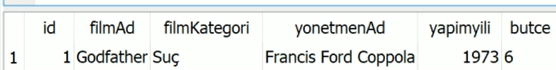 id filmAd filmKategori yonetmenAd yapimyili butce
1 1 Godfather Suç Francis Ford Coppola 1973 6